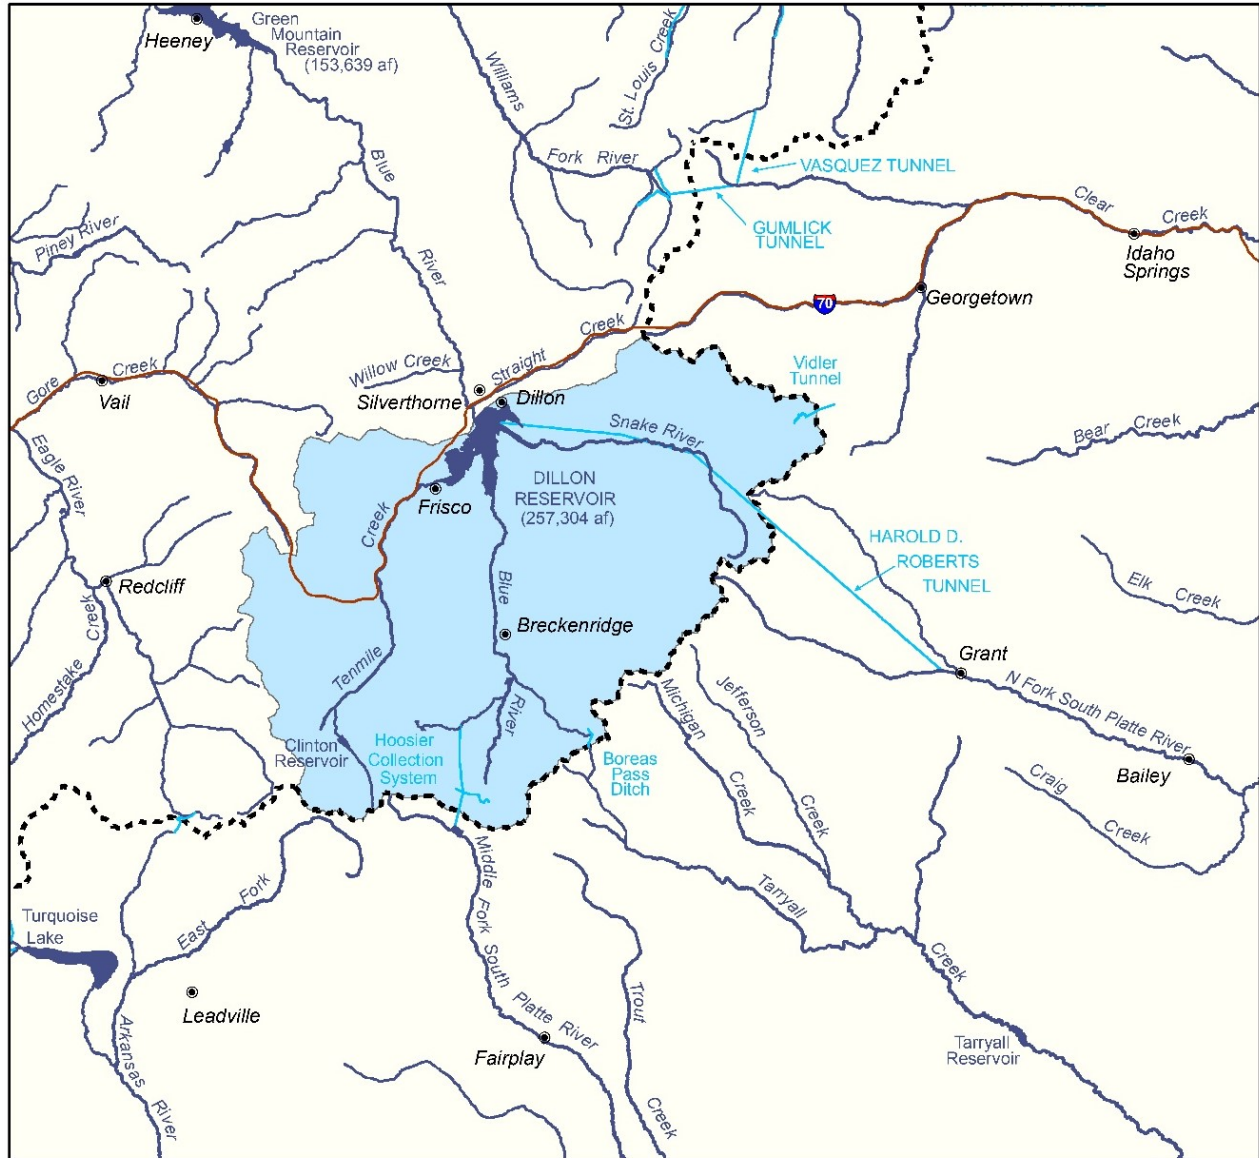 Green
Mountain
Reservoir
(153,639 af)
Heeney
Williams
Fork River
St. Louis Creek
VASQUEZ TUNNEL
GUMLICK
TUNNEL
Clear
Creek
Idaho
Springs
Georgetown
70
Blue
River
Piney River
Gore
Creek
Vail
Willow Creek
Straight
Creek
Silverthorne
Dillon
Vidler
Tunnel
Snake River
Bear Creek
Eagle River
DILLON
RESERVOIR
(257,304 af)
Frisco
Creek
Tenmile
HAROLD D.
ROBERTS
TUNNEL
Elk Creek
Redcliff
Homestake Creek
Blue
River
Breckenridge
Grant
N Fork South Platte River
Bailey
Craig
Creek
Michigan
Creek
Jefferson
Creek
Clinton
Reservoir
Hoosier
Collection
System
Boreas
Pass
Ditch
Turquoise
Lake
East Fork
Leadville
Arkansas River
Middle Fork South Platte River
Fairplay
Trout
Creek
Tarryall
Creek
Tarryall
Reservoir